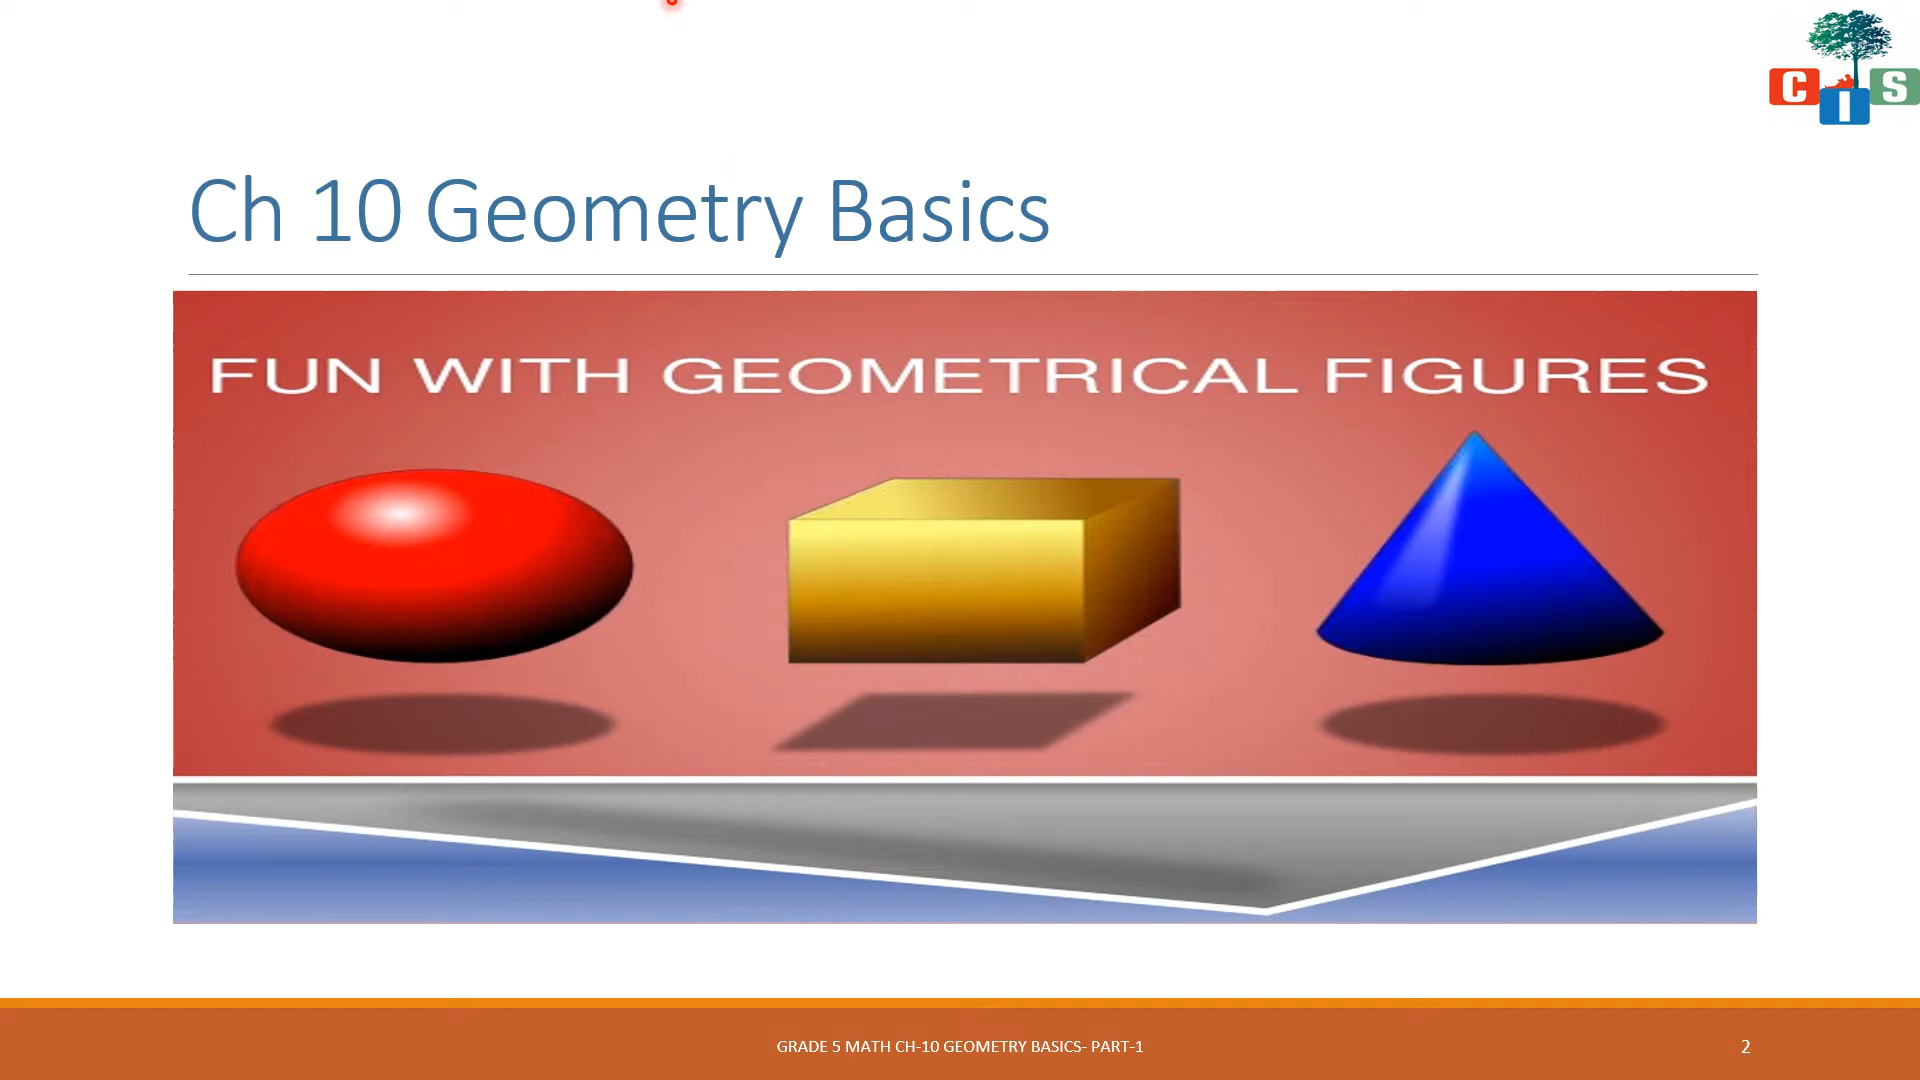 C I S
Ch 10 Geometry Basics
FUN WITH GEOMETRICAL FIGURES
GRADE 5 MATH CH-10 GEOMETRY BASICS- PART-1
2